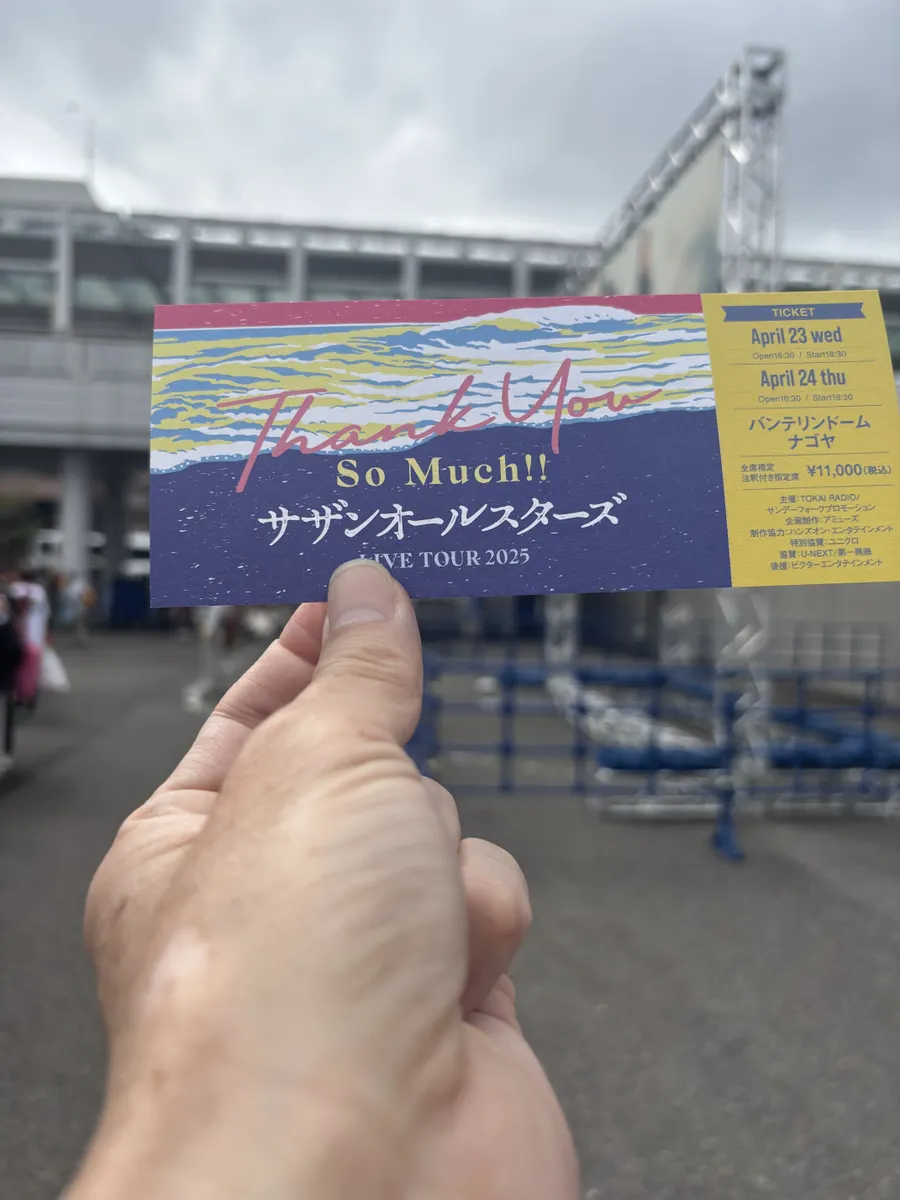 Thank You
So Much!!
サザンオールスターズ
LIVE TOUR 2025
TICKET
April 23 wed
Open16:30 / Start18:30
April 24 thu
Open16:30 / Start18:30
バンテリンドーム
ナゴヤ
全席指定
注釈付き指定席
¥11,000(税込)
主催:TOKAI RADIO/
サンデーフォークプロモーション
企画制作:アミューズ
制作協力:ハンズオン・エンタテインメント
特別協賛:ユニクロ
協賛:U-NEXT/第一興商
後援:ビクターエンタテインメント